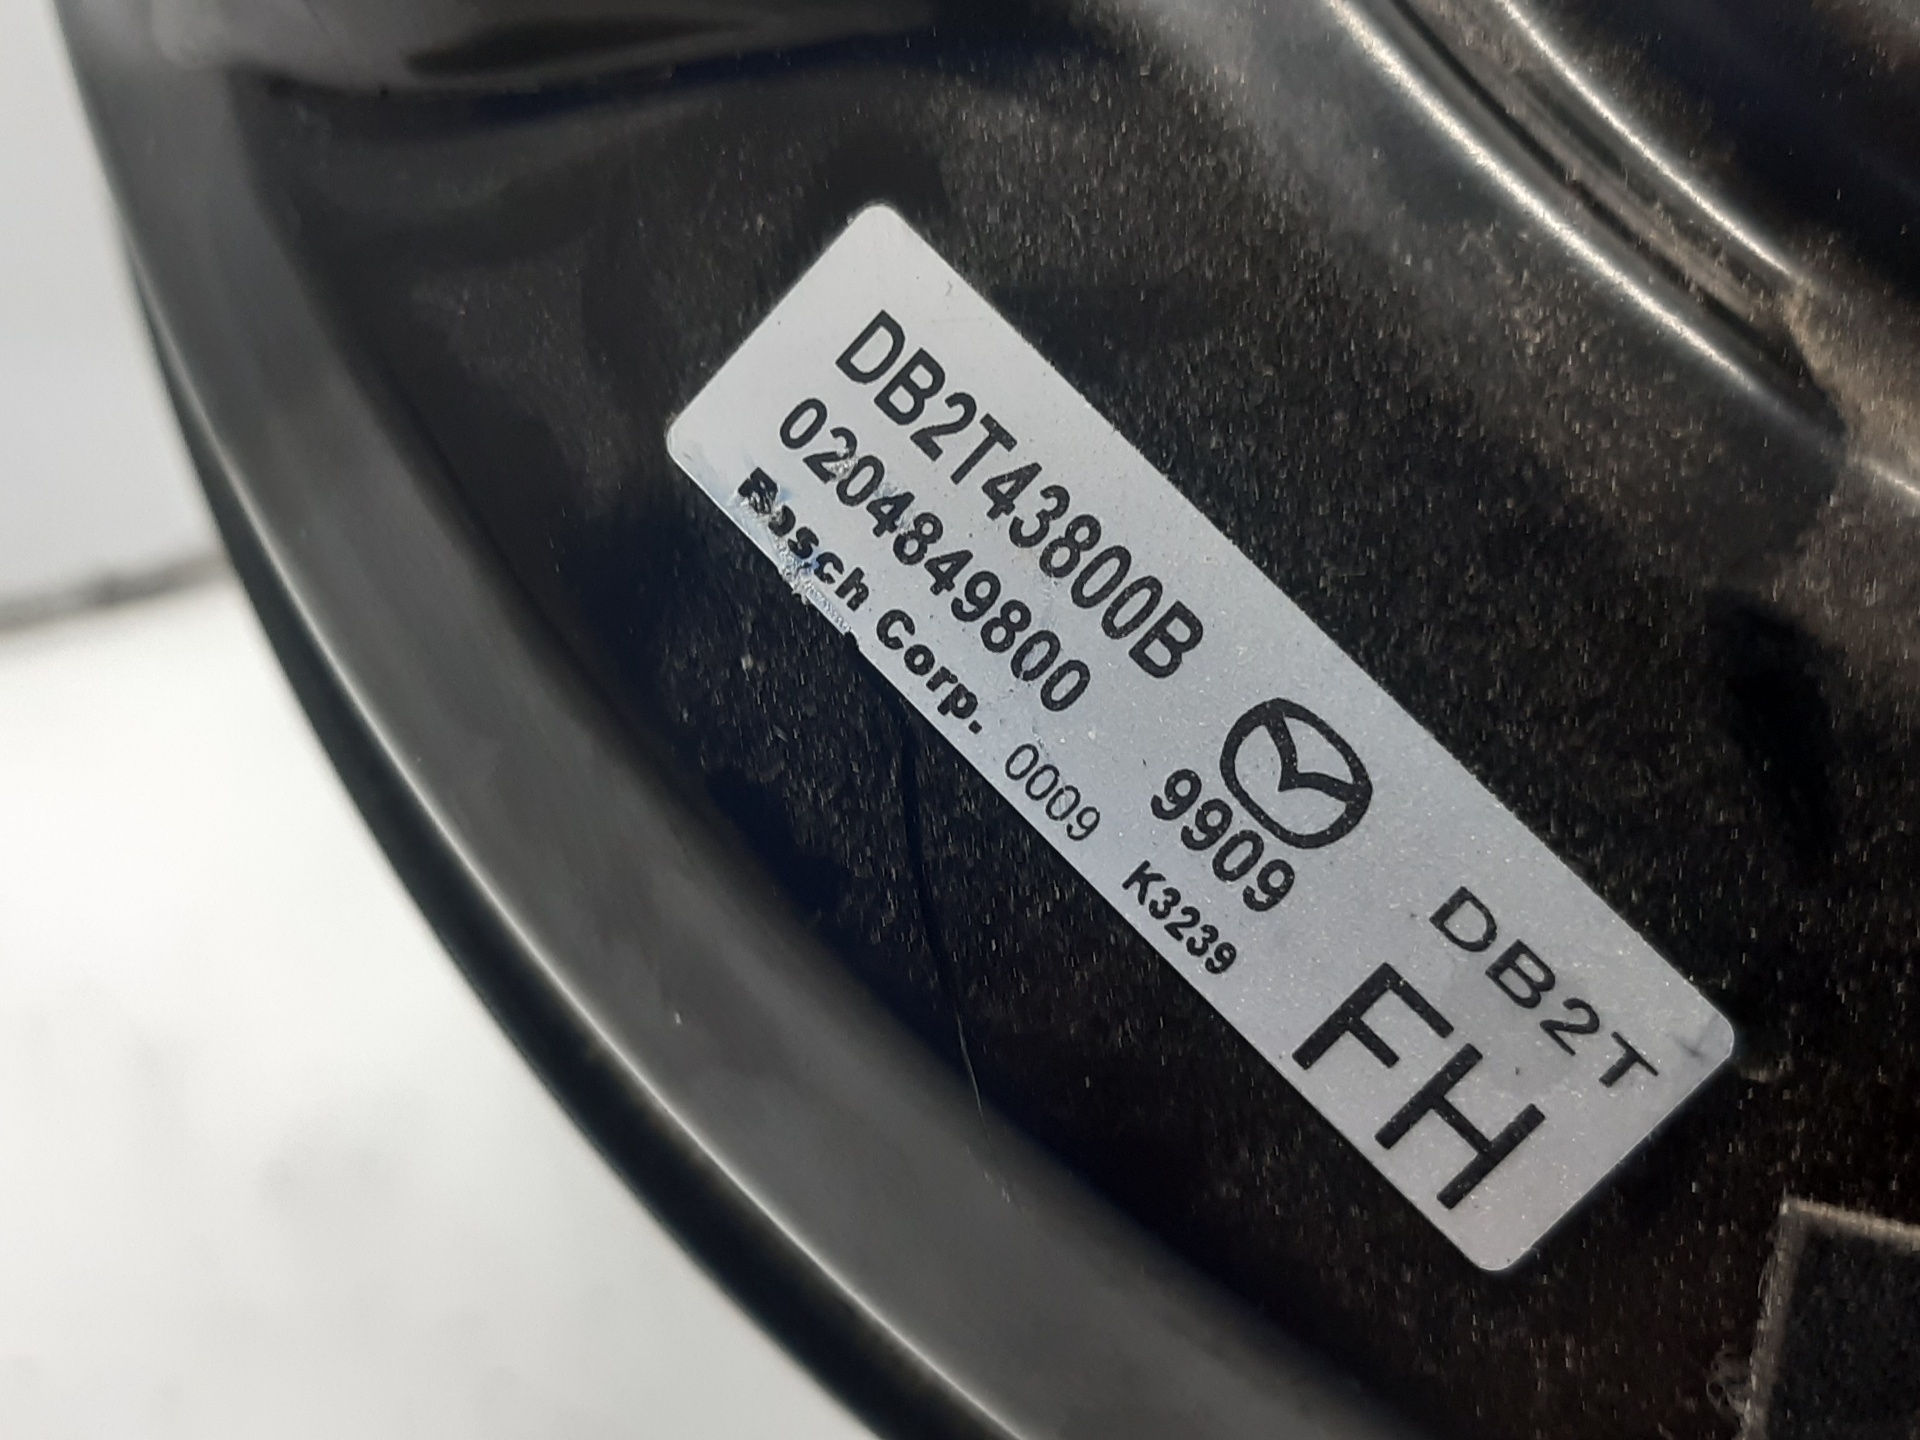 DB2T43800B
0204849800 9909
Bosch Corp. 0009 K3239
DB2T
FH